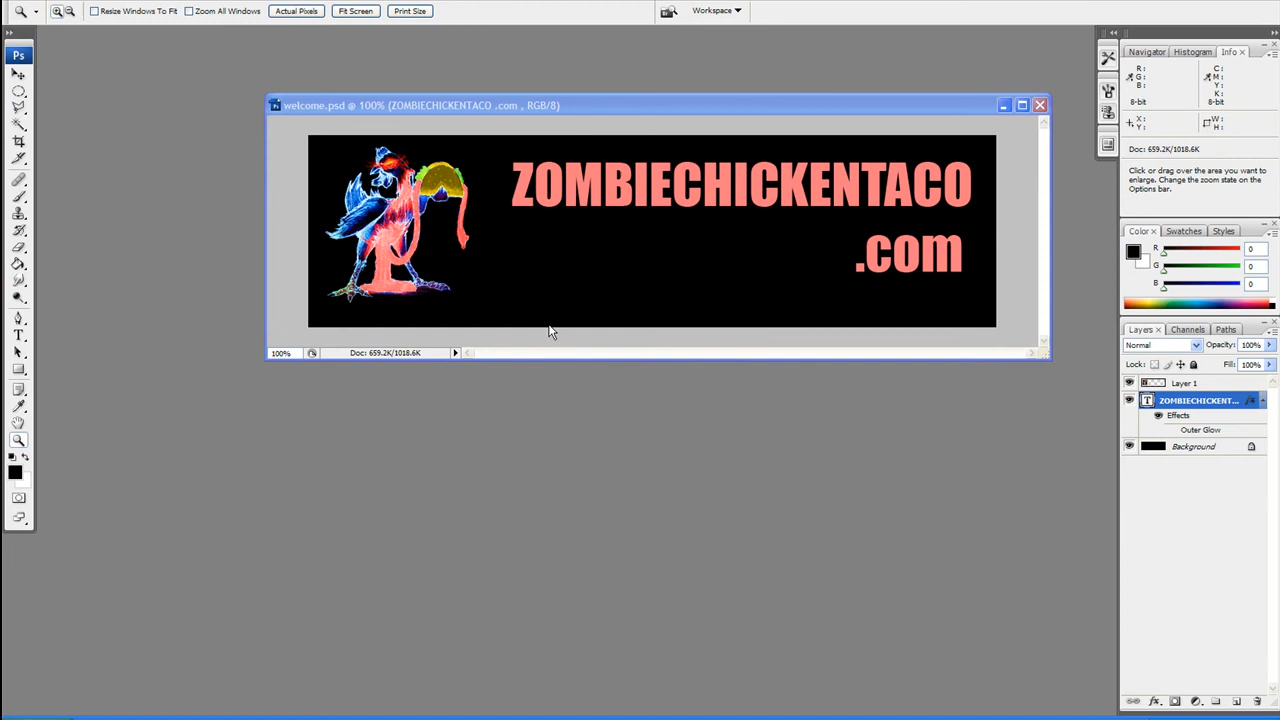 Resize Windows To Fit Zoom All Windows Actual Pixels Fit Screen Print Size Workspace
Ps
Navigator Histogram Info
R: C:
G: M:
B: Y:
K:
8-bit 8-bit
X: W:
Y: H:
Doc: 659.2K/1018.6K
Click or drag over the area you want to
enlarge. Change the zoom state on the
Options bar.
Color Swatches Styles
R 0
G 0
B 0
welcome.psd @ 100% (ZOMBIECHICKENTACO .com , RGB/8)
ZOMBIECHICKENTACO
.com
100% Doc: 659.2K/1018.6K
Layers Channels Paths
Normal Opacity: 100%
Lock: Fill: 100%
Layer 1
T ZOMBIECHICKENT... fx
Effects
Outer Glow
Background
T
fx